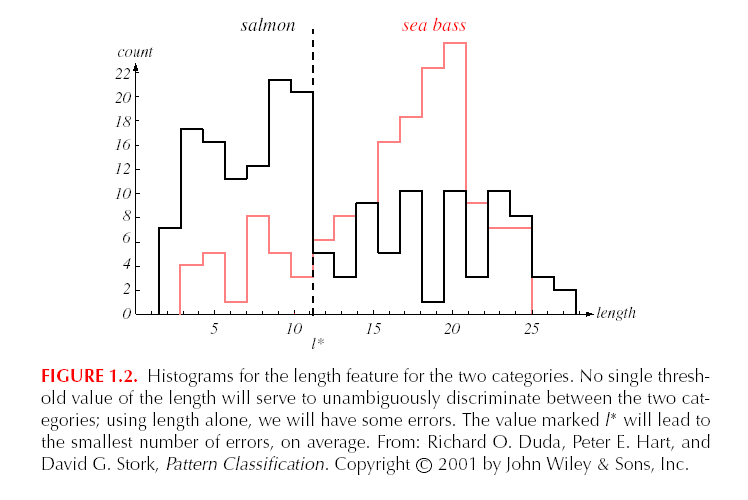 salmon sea bass
count
22
20
18
16
12
10
8
6
4
2
0
5 10 15 20 25 length
l*
FIGURE 1.2. Histograms for the length feature for the two categories. No single thresh-
old value of the length will serve to unambiguously discriminate between the two cat-
egories; using length alone, we will have some errors. The value marked l* will lead to
the smallest number of errors, on average. From: Richard O. Duda, Peter E. Hart, and
David G. Stork, Pattern Classification. Copyright © 2001 by John Wiley & Sons, Inc.